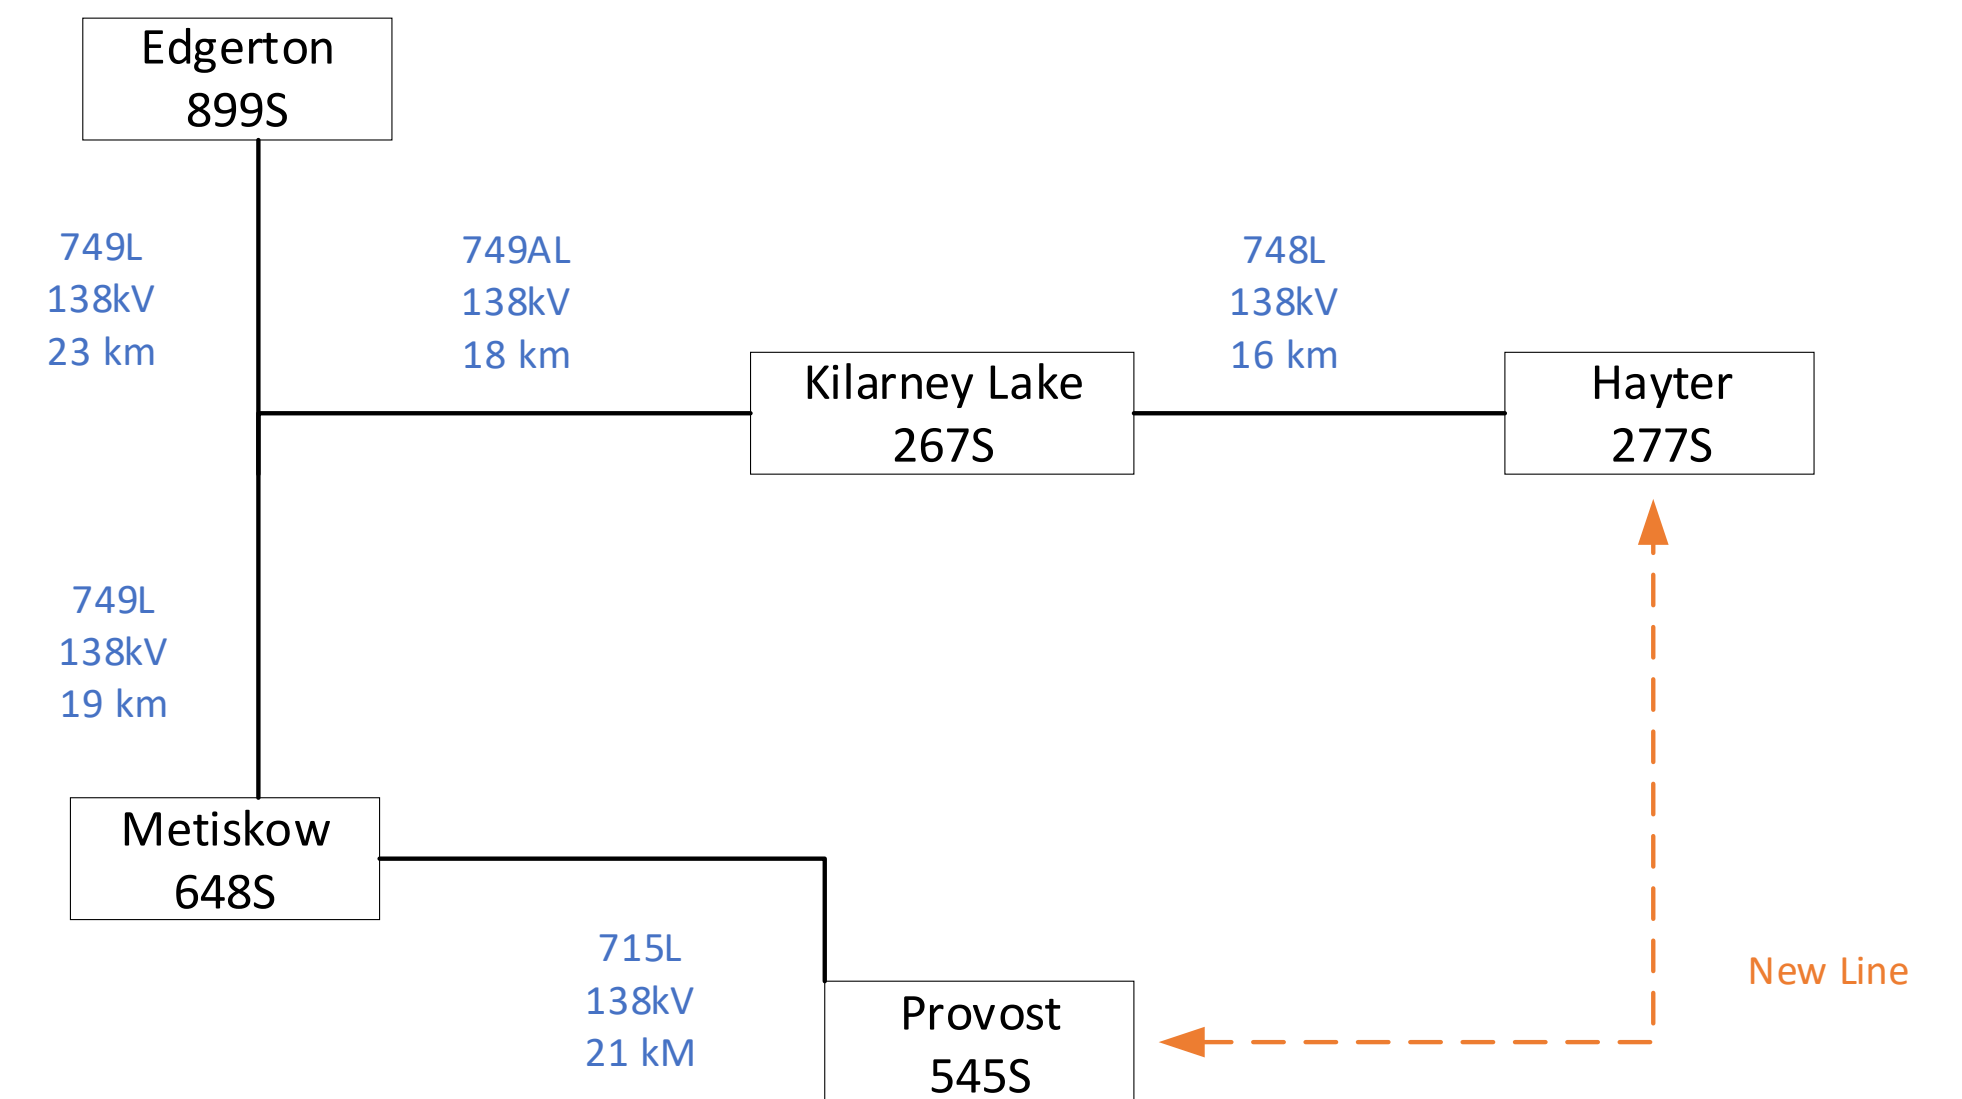 Edgerton
899S
749L
138kV
23 km
749AL
138kV
18 km
748L
138kV
16 km
Kilarney Lake
267S
Hayter
277S
749L
138kV
19 km
Metiskow
648S
715L
138kV
21 kM
Provost
545S
New Line